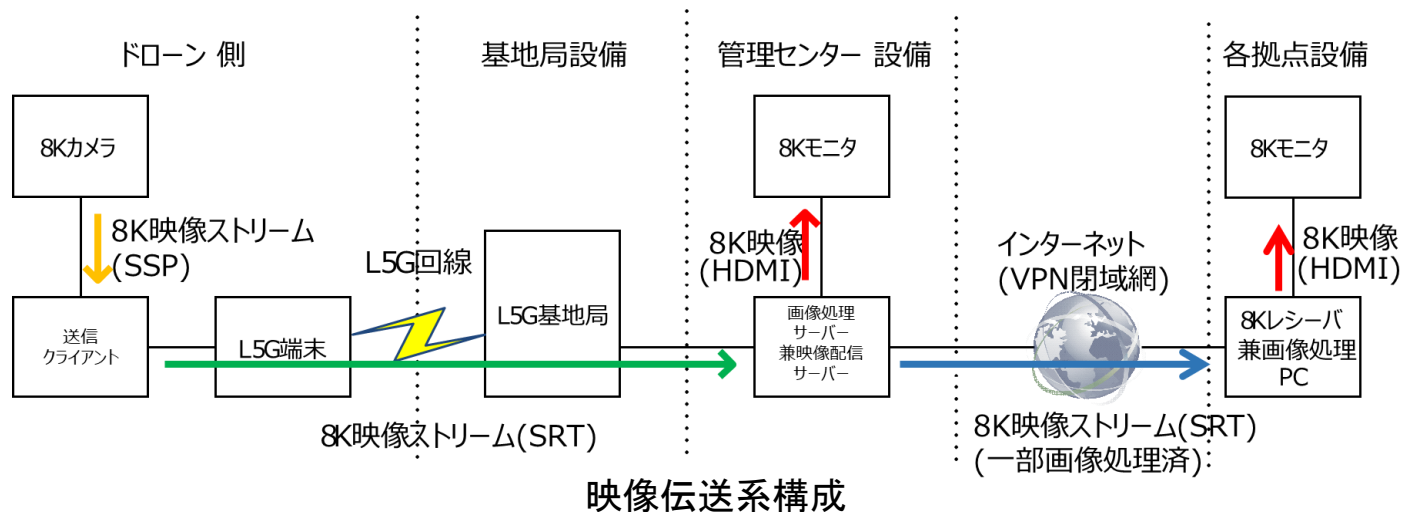 ドローン 側
基地局設備
管理センター 設備
各拠点設備
8Kカメラ
8Kモニタ
8Kモニタ
8K映像ストリーム
(SSP)
L5G回線
8K映像
(HDMI)
インターネット
(VPN閉域網)
8K映像
(HDMI)
送信
クライアント
L5G端末
L5G基地局
画像処理
サーバー
兼映像配信
サーバー
8Kレシーバ
兼画像処理
PC
8K映像ストリーム(SRT)
8K映像ストリーム(SRT)
(一部画像処理済)
映像伝送系構成